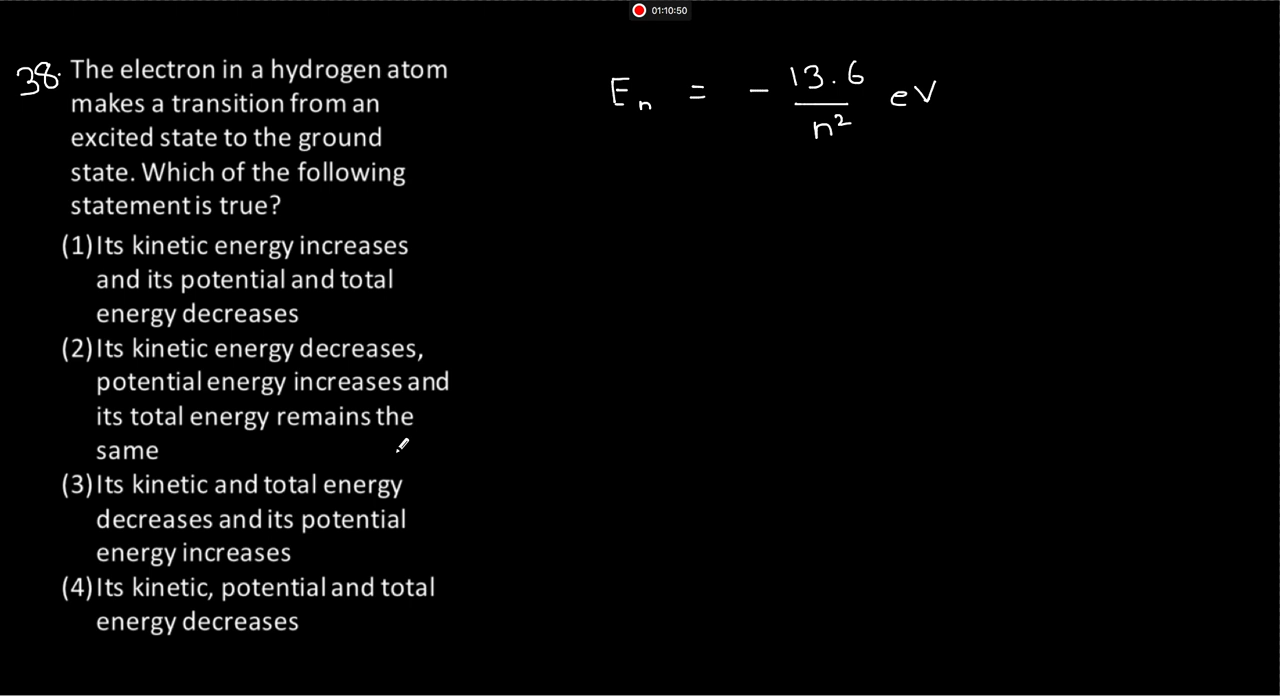 01:10:50
38. The electron in a hydrogen atom
makes a transition from an
excited state to the ground
state. Which of the following
statement is true?
(1) Its kinetic energy increases
and its potential and total
energy decreases
(2) Its kinetic energy decreases,
potential energy increases and
its total energy remains the
same
(3) Its kinetic and total energy
decreases and its potential
energy increases
(4) Its kinetic, potential and total
energy decreases
Eₙ = - 13.6 / n² eV